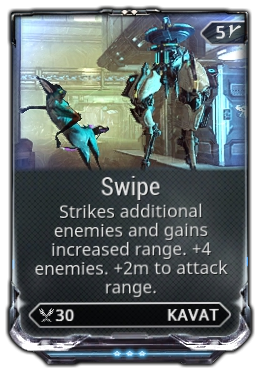 5
Swipe
Strikes additional
enemies and gains
increased range. +4
enemies. +2m to attack
range.
30 KAVAT